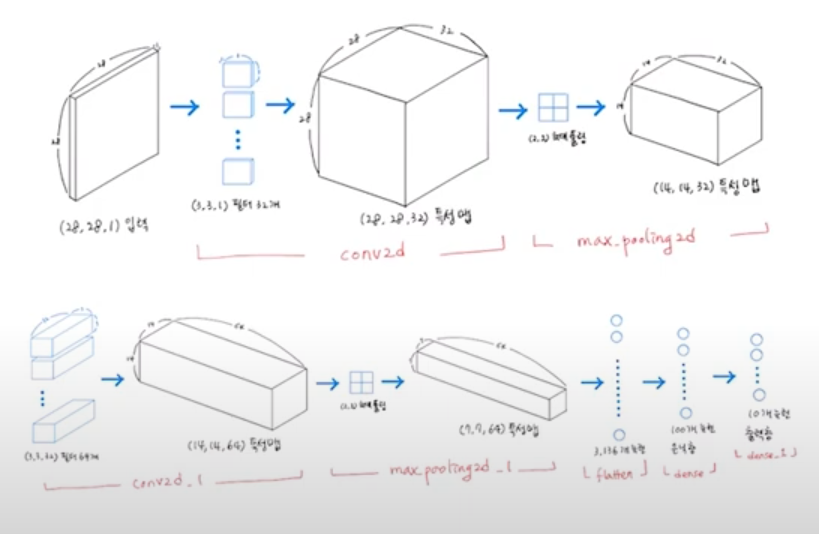 28
28
(28, 28, 1) 입력
(3,3,1) 필터 32개
28
32
28
(28, 28, 32) 특성 맵
conv2d
(2,2) 최대 풀링
14
32
14
(14, 14, 32) 특성 맵
max_pooling2d
(3,3,32) 필터 64개
14
64
14
(14, 14, 64) 특성맵
conv2d_1
(2,2) 최대 풀링
(7, 7, 64) 특성맵
max_pooling2d_1
3,136개 뉴런
flatten
100개 뉴런
은닉층
dense
10개 뉴런
출력층
dense_1